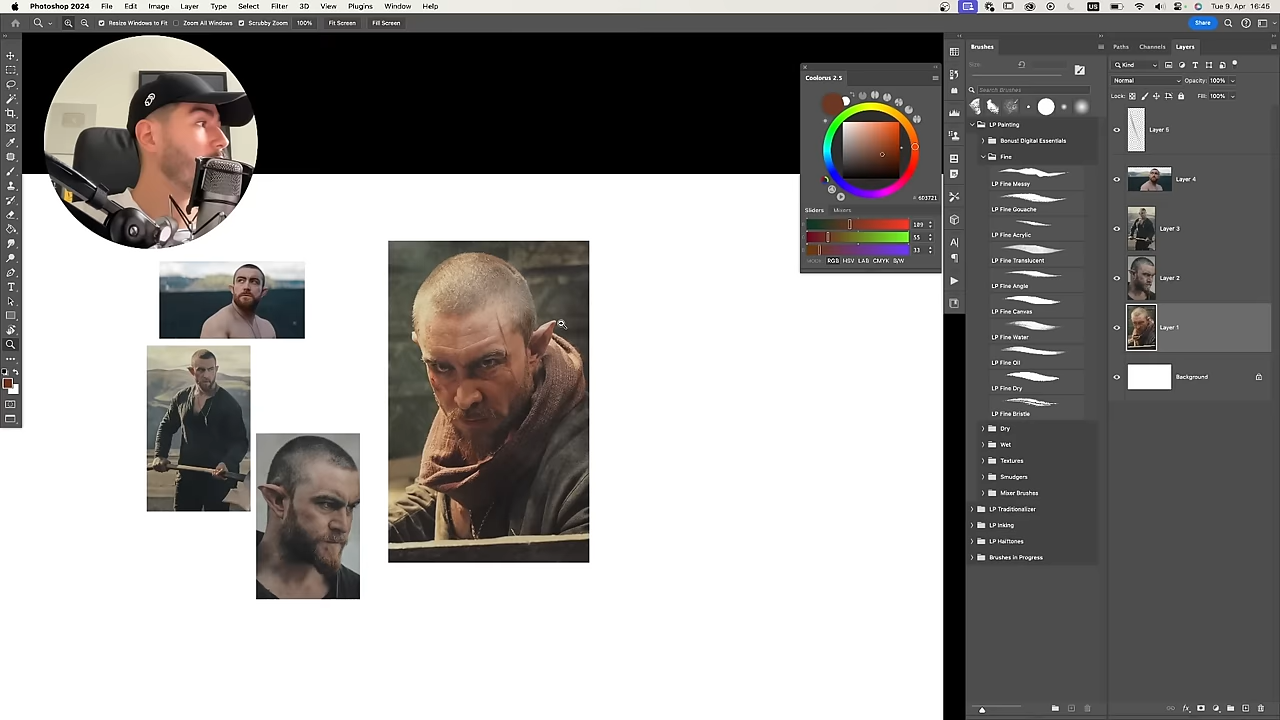 Photoshop 2024 File Edit Image Layer Type Select Filter 3D View Plugins Window Help US Tue 9. Apr 16:45
Resize Windows to Fit Zoom All Windows Scrubby Zoom 100% Fit Screen Fill Screen Share
Brushes
Size:
Search Brushes
LP Painting
Bonus! Digital Essentials
Fine
LP Fine Messy
LP Fine Gouache
LP Fine Acrylic
LP Fine Translucent
LP Fine Angle
LP Fine Canvas
LP Fine Water
LP Fine Oil
LP Fine Dry
LP Fine Bristle
Dry
Wet
Textures
Smudgers
Mixer Brushes
LP Traditionalizer
LP Inking
LP Halftones
Brushes in Progress
Paths Channels Layers
Kind
Normal Opacity: 100%
Lock: Fill: 100%
Layer 5
Layer 4
Layer 3
Layer 2
Layer 1
Background
Coolorus 2.5
# 6D3721
Sliders Mixers
109
55
33
MODE RGB HSV LAB CMYK B/W